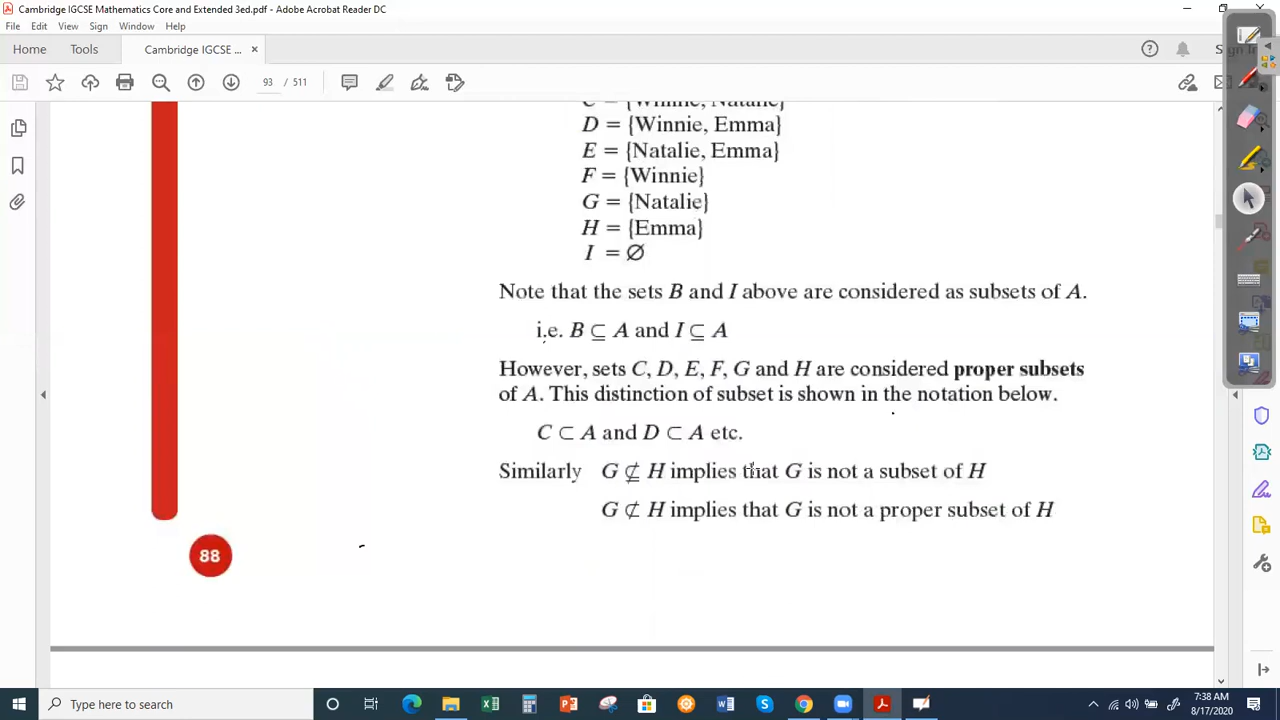 Cambridge IGCSE Mathematics Core and Extended 3ed.pdf - Adobe Acrobat Reader DC
File Edit View Sign Window Help
Home Tools Cambridge IGCSE ... ×
93 / 511
C = {Winnie, Natalie}
D = {Winnie, Emma}
E = {Natalie, Emma}
F = {Winnie}
G = {Natalie}
H = {Emma}
I = ∅
Note that the sets B and I above are considered as subsets of A.
i.e. B ⊆ A and I ⊆ A
However, sets C, D, E, F, G and H are considered proper subsets
of A. This distinction of subset is shown in the notation below.
C ⊂ A and D ⊂ A etc.
Similarly G ⊈ H implies that G is not a subset of H
G ⊄ H implies that G is not a proper subset of H
88
Type here to search
7:38 AM
8/17/2020